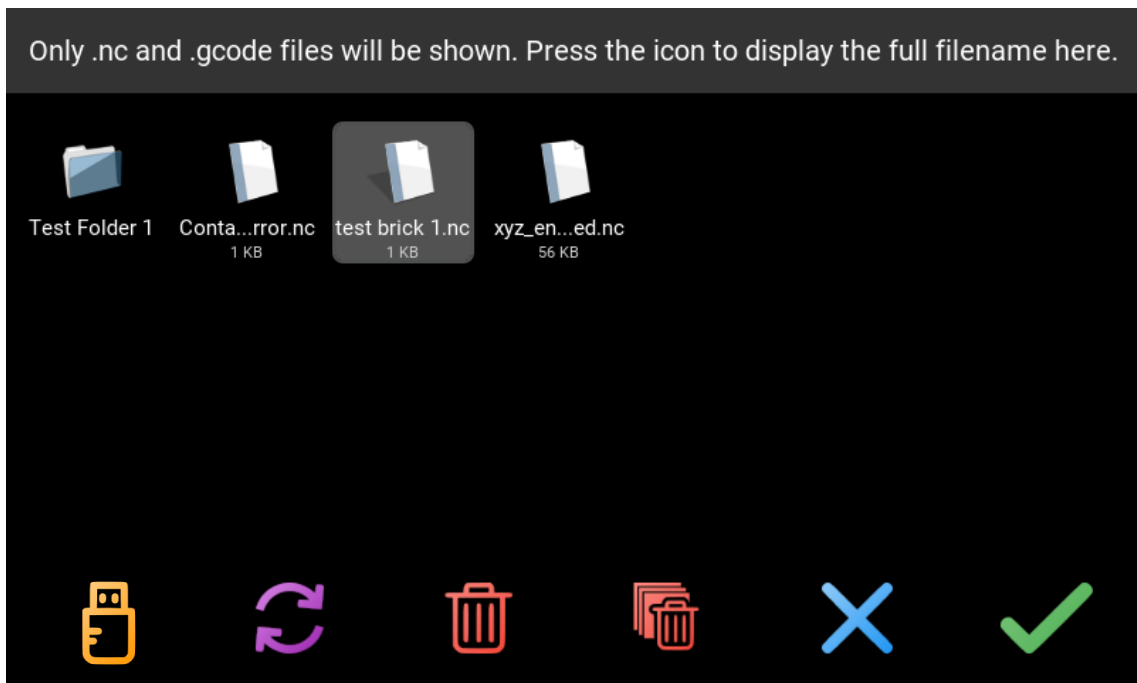 Only .nc and .gcode files will be shown. Press the icon to display the full filename here.
Test Folder 1
Conta...rror.nc
1 KB
test brick 1.nc
1 KB
xyz_en...ed.nc
56 KB